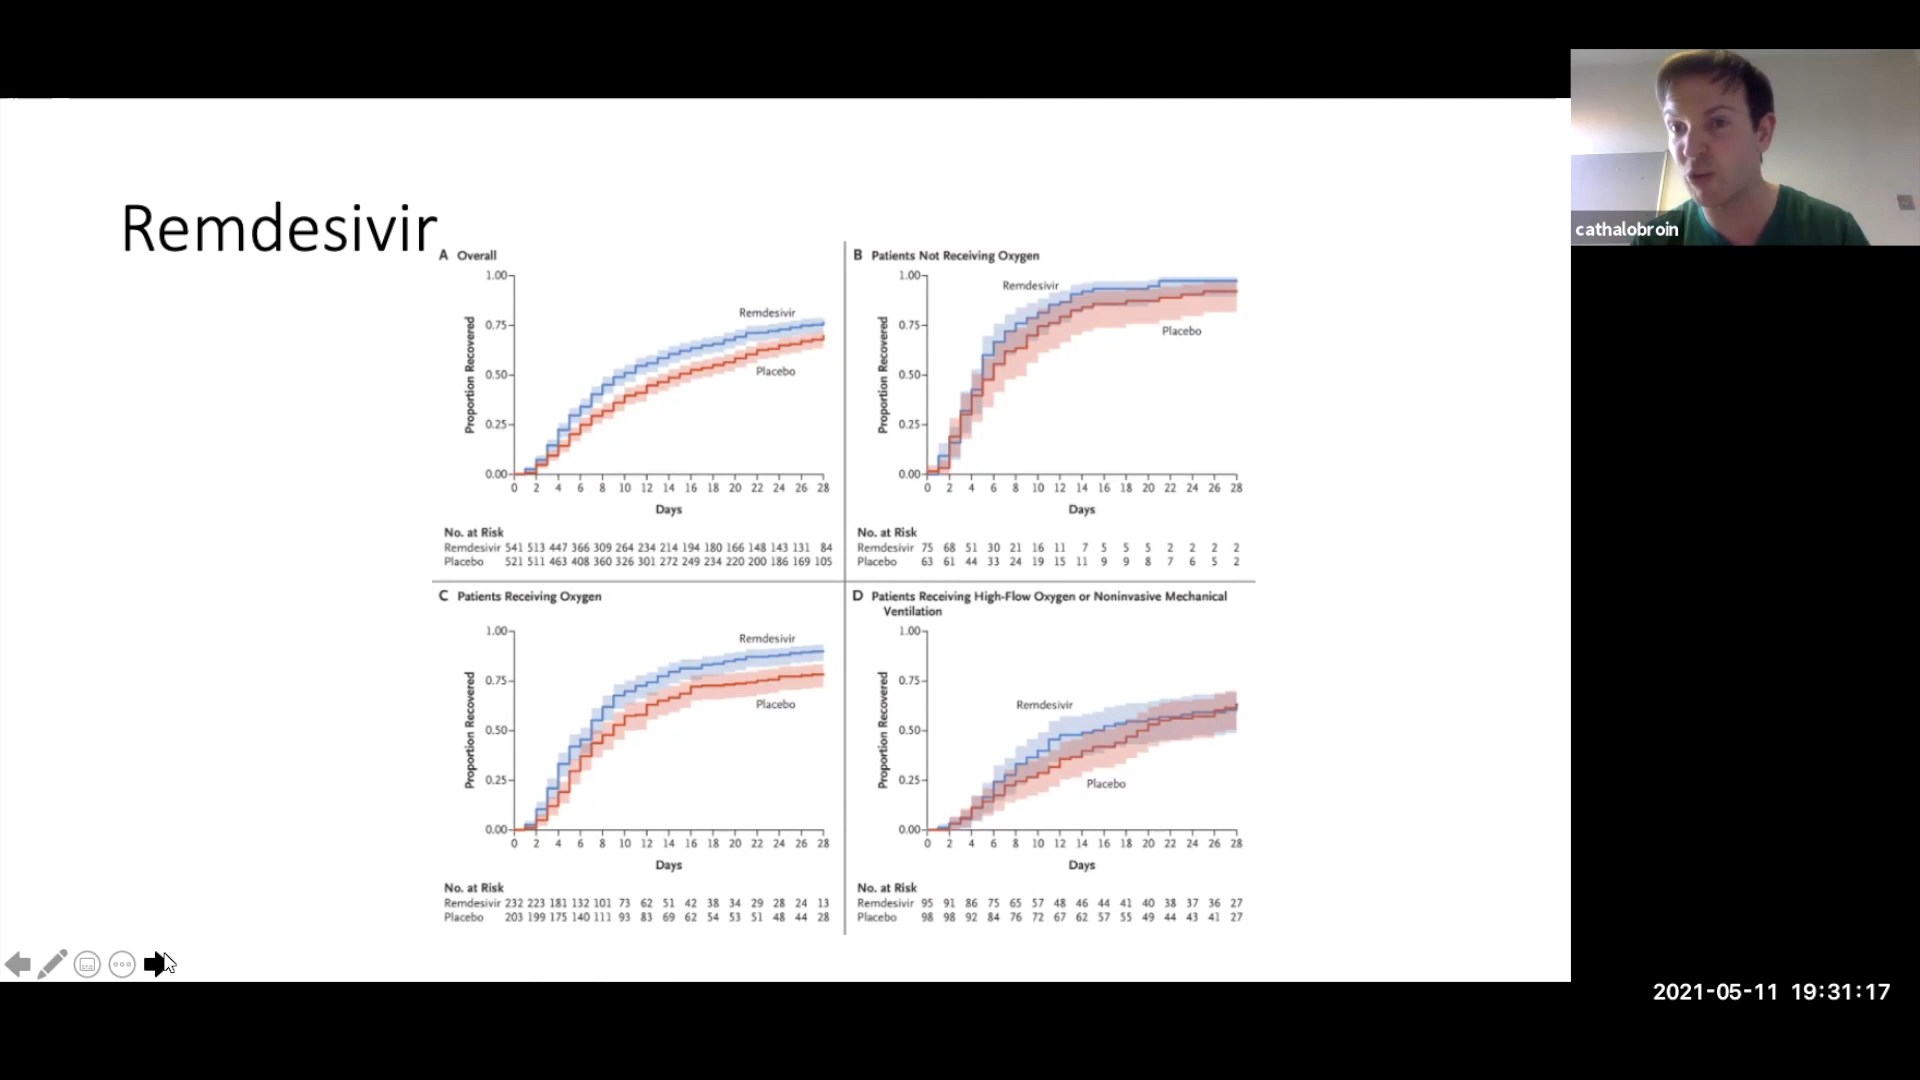 Remdesivir
cathalobroin
A Overall
1.00
0.75
0.50
0.25
0.00
Proportion Recovered
Remdesivir
Placebo
0 2 4 6 8 10 12 14 16 18 20 22 24 26 28
Days
No. at Risk
Remdesivir 541 513 447 366 309 264 234 214 194 180 166 148 143 131 84
Placebo 521 511 463 408 360 326 301 272 249 234 220 200 186 169 105
B Patients Not Receiving Oxygen
1.00
0.75
0.50
0.25
0.00
Proportion Recovered
Remdesivir
Placebo
0 2 4 6 8 10 12 14 16 18 20 22 24 26 28
Days
No. at Risk
Remdesivir 75 68 51 30 21 16 11 7 5 5 5 2 2 2 2
Placebo 63 61 44 33 24 19 15 11 9 9 8 7 6 5 2
C Patients Receiving Oxygen
1.00
0.75
0.50
0.25
0.00
Proportion Recovered
Remdesivir
Placebo
0 2 4 6 8 10 12 14 16 18 20 22 24 26 28
Days
No. at Risk
Remdesivir 232 223 181 132 101 73 62 51 42 38 34 29 28 24 13
Placebo 203 199 175 140 111 93 83 69 62 54 53 51 48 44 28
D Patients Receiving High-Flow Oxygen or Noninvasive Mechanical
Ventilation
1.00
0.75
0.50
0.25
0.00
Proportion Recovered
Remdesivir
Placebo
0 2 4 6 8 10 12 14 16 18 20 22 24 26 28
Days
No. at Risk
Remdesivir 95 91 86 75 65 57 48 46 44 41 40 38 37 36 27
Placebo 98 98 92 84 76 72 67 62 57 55 49 44 43 41 27
2021-05-11 19:31:17